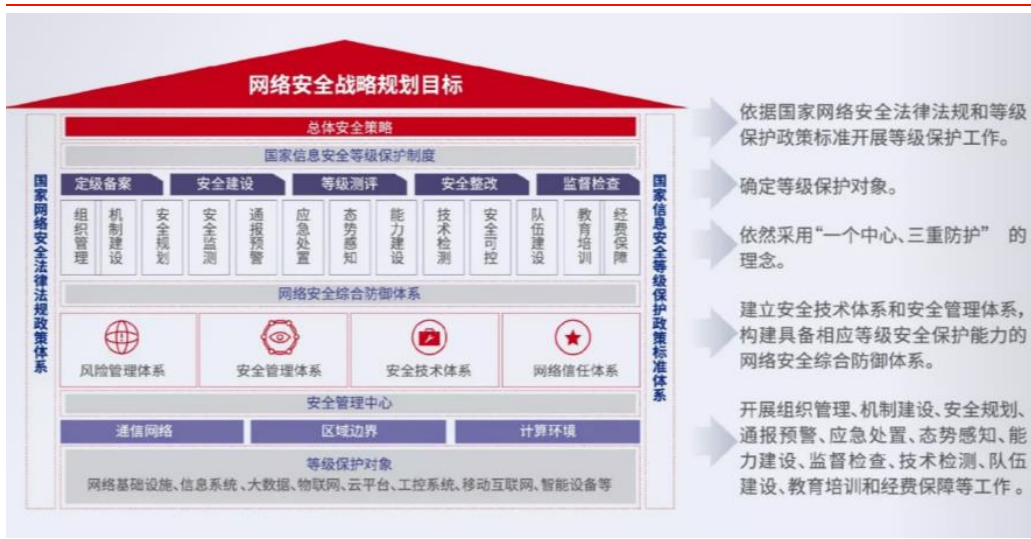 网络安全战略规划目标
总体安全策略
国家信息安全等级保护制度
国家网络安全法律法规政策体系
定级备案
安全建设
等级测评
安全整改
监督检查
组织管理
机制建设
安全规划
安全监测
通报预警
应急处置
态势感知
能力建设
技术检测
安全可控
队伍建设
教育培训
经费保障
网络安全综合防御体系
风险管理体系
安全管理体系
安全技术体系
网络信任体系
安全管理中心
通信网络
区域边界
计算环境
等级保护对象
网络基础设施、信息系统、大数据、物联网、云平台、工控系统、移动互联网、智能设备等
国家信息安全等级保护政策标准体系
依据国家网络安全法律法规和等级
保护政策标准开展等级保护工作。
确定等级保护对象。
依然采用“一个中心、三重防护” 的
理念。
建立安全技术体系和安全管理体系,
构建具备相应等级安全保护能力的
网络安全综合防御体系。
开展组织管理、机制建设、安全规划、
通报预警、应急处置、态势感知、能
力建设、监督检查、技术检测、队伍
建设、教育培训和经费保障等工作。